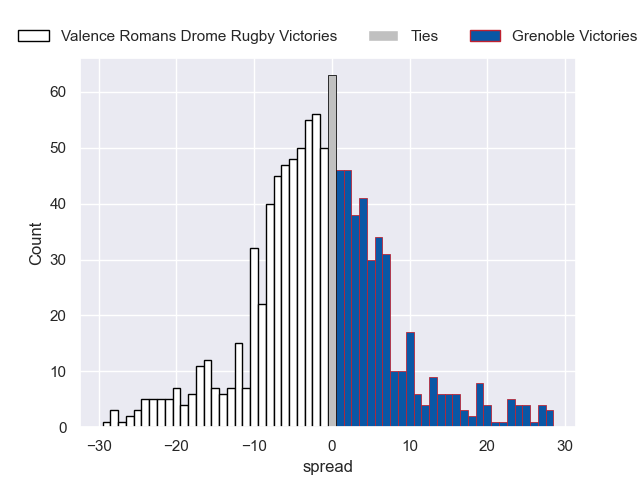 Valence Romans Drome Rugby Victories Ties Grenoble Victories
60
50
40
30
20
10
0
Count
−30 −20 −10 0 10 20 30
spread